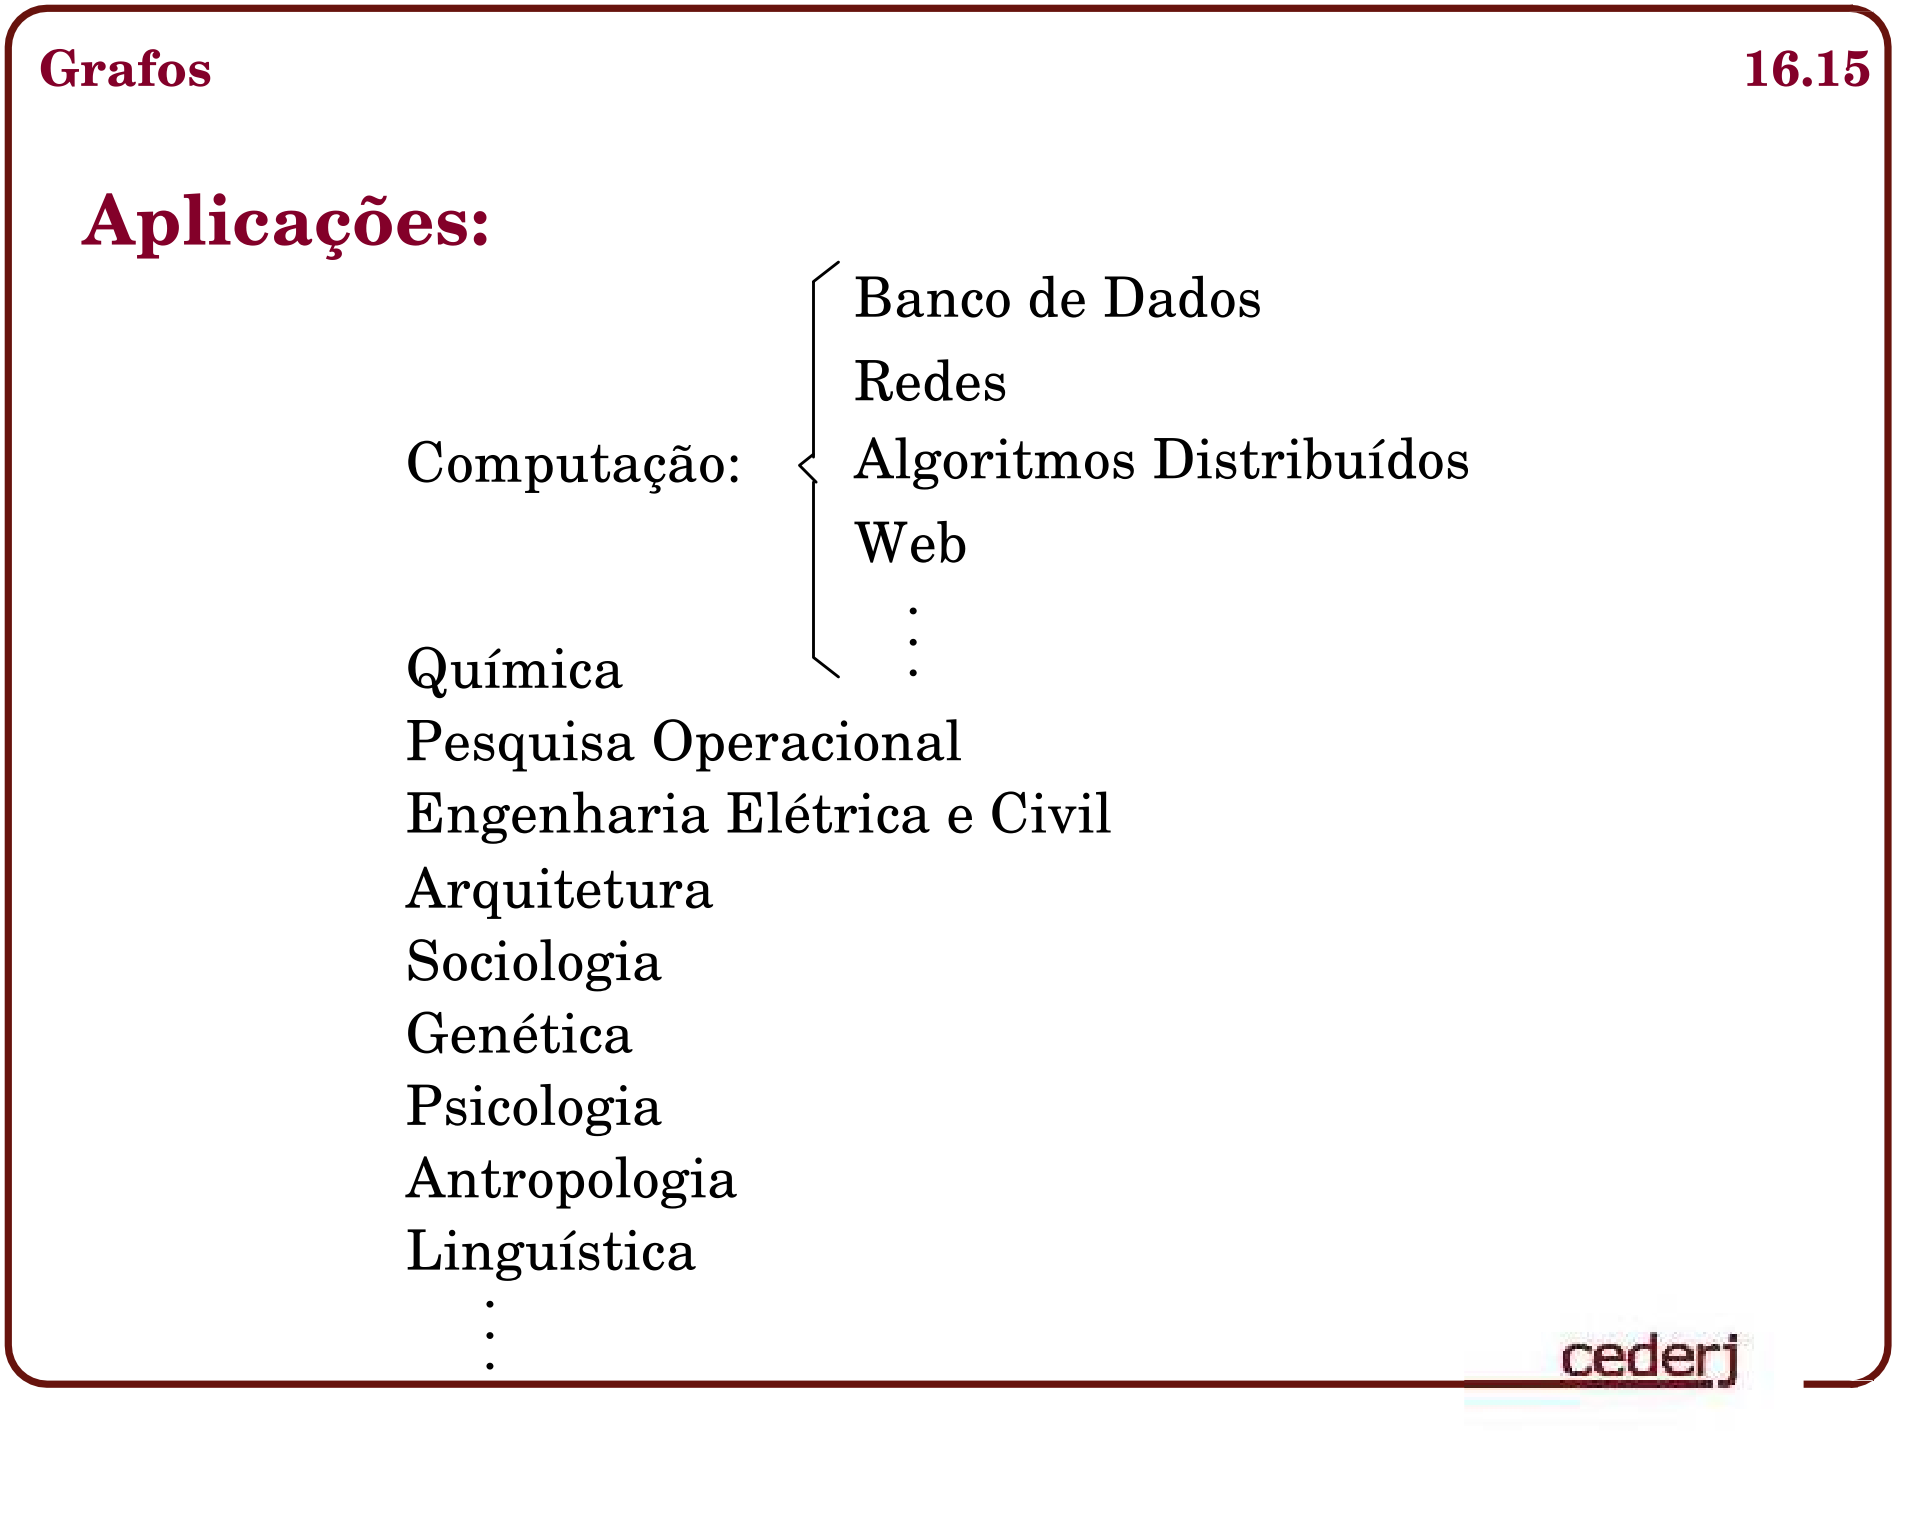 Grafos 16.15
Aplicações:
Computação:
Banco de Dados
Redes
Algoritmos Distribuídos
Web
.
.
.
Química
Pesquisa Operacional
Engenharia Elétrica e Civil
Arquitetura
Sociologia
Genética
Psicologia
Antropologia
Linguística
.
.
.
cederj